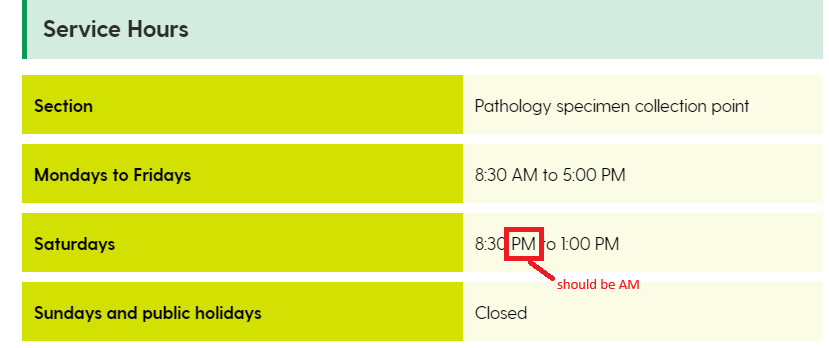 Service Hours
Section Pathology specimen collection point
Mondays to Fridays 8:30 AM to 5:00 PM
Saturdays 8:30 PM to 1:00 PM
should be AM
Sundays and public holidays Closed